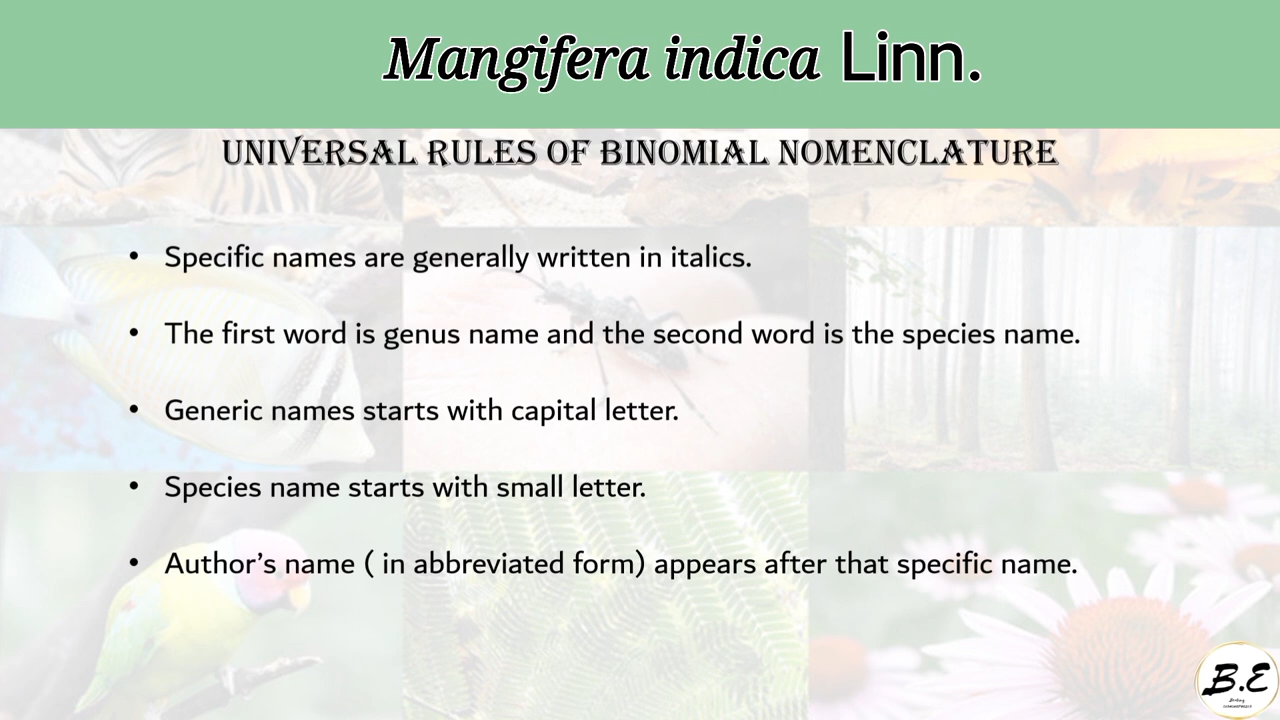 Mangifera indica Linn.
UNIVERSAL RULES OF BINOMIAL NOMENCLATURE
• Specific names are generally written in italics.
• The first word is genus name and the second word is the species name.
• Generic names starts with capital letter.
• Species name starts with small letter.
• Author’s name ( in abbreviated form) appears after that specific name.
B.E